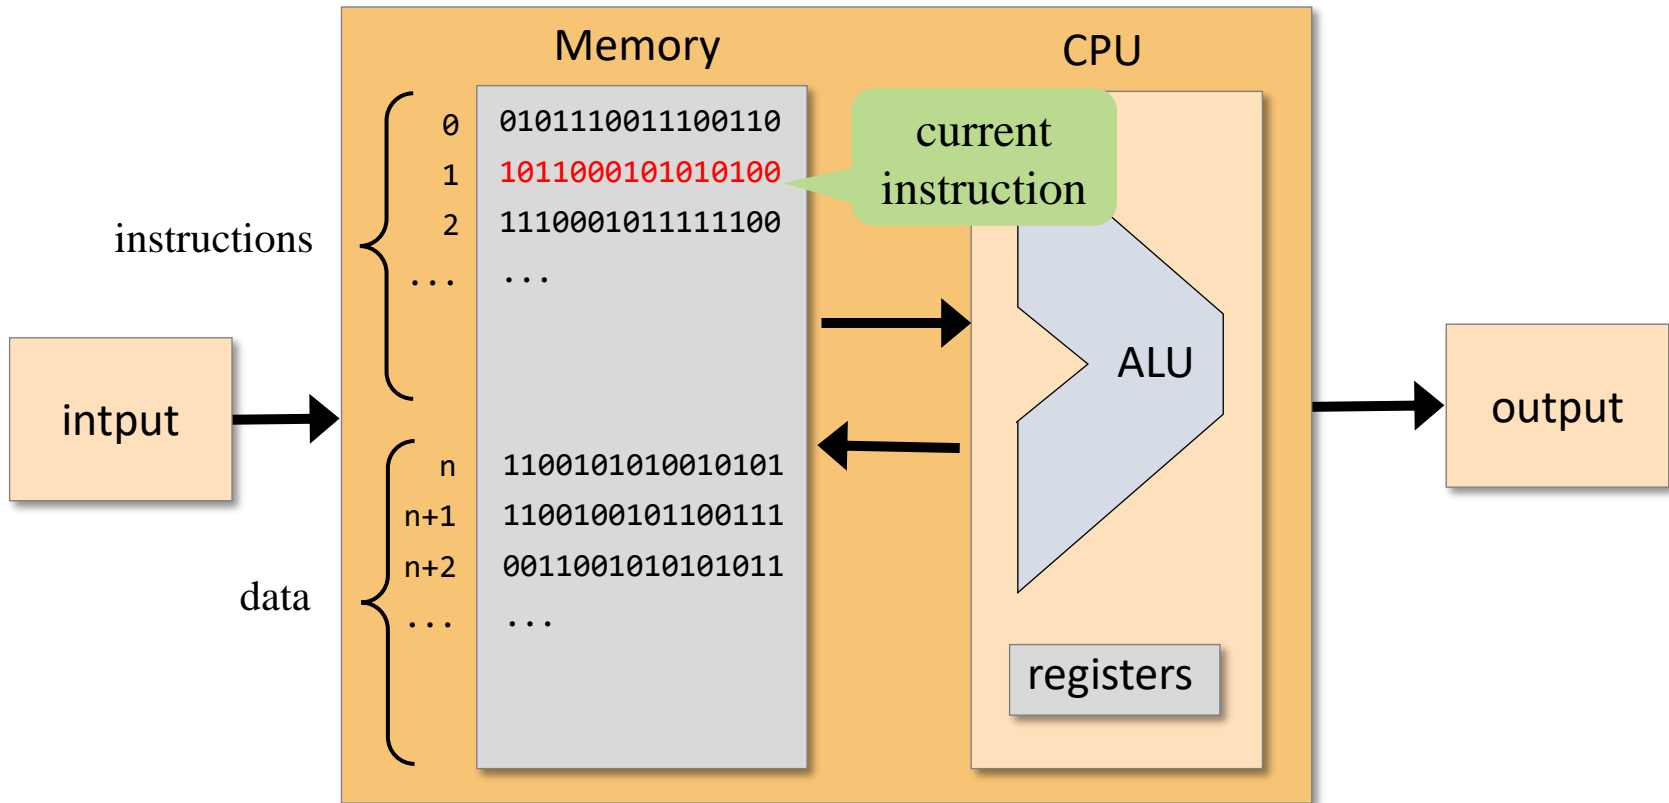 Memory
CPU
instructions
0 0101110011100110
1 1011000101010100
2 1110001011111100
... ...
current
instruction
ALU
intput
output
data
n 1100101010010101
n+1 1100100101100111
n+2 0011001010101011
... ...
registers